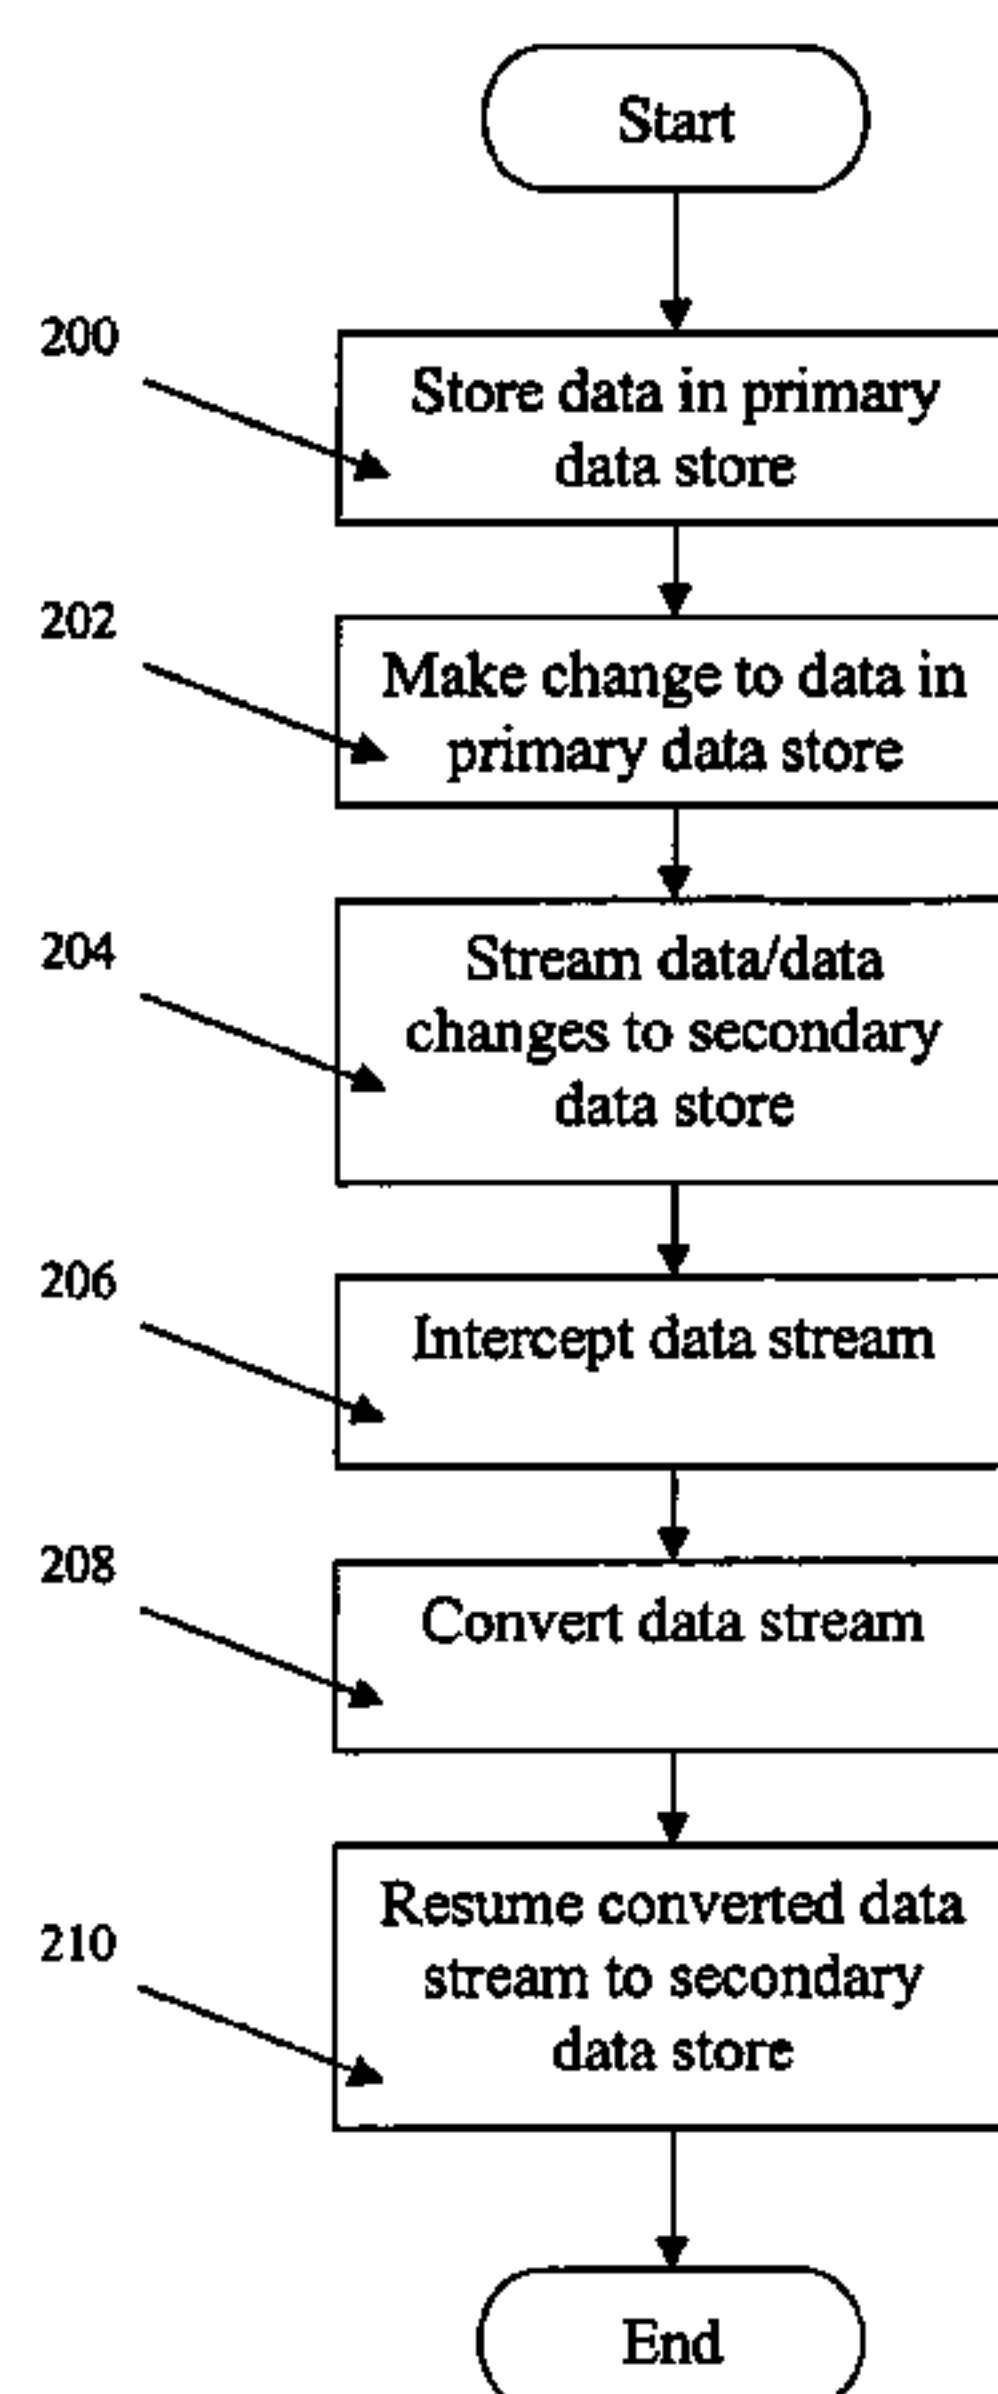 Start
200
Store data in primary
data store
202
Make change to data in
primary data store
204
Stream data/data
changes to secondary
data store
206
Intercept data stream
208
Convert data stream
210
Resume converted data
stream to secondary
data store
End